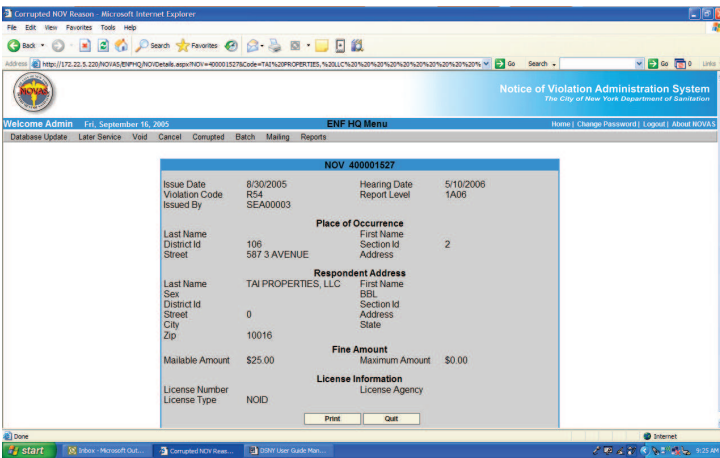 Corrupted NOV Reason - Microsoft Internet Explorer
File Edit View Favorites Tools Help
Back Search Favorites
Address http://172.22.5.220/NOVAS/ENFHQ/NOVDetails.aspx?NOV=400001527&Code=TAI%20PROPERTIES,%20LLC%20%20%20%20%20%20%20%20%20%20%20%20% Go Search Go 0 Links
NOVAS
Notice of Violation Administration System
The City of New York Department of Sanitation
Welcome Admin Fri, September 16, 2005 ENF HQ Menu Home | Change Password | Logout | About NOVAS
Database Update Later Service Void Cancel Corrupted Batch Mailing Reports
NOV 400001527
Issue Date 8/30/2005 Hearing Date 5/10/2006
Violation Code R54 Report Level 1A06
Issued By SEA00003
Place of Occurrence
Last Name First Name
District Id 106 Section Id 2
Street 587 3 AVENUE Address
Respondent Address
Last Name TAI PROPERTIES, LLC First Name
Sex BBL
District Id Section Id
Street 0 Address
City State
Zip 10016
Fine Amount
Mailable Amount $25.00 Maximum Amount $0.00
License Information
License Number License Agency
License Type NOID
Print Quit
Done Internet
start Inbox - Microsoft Out... Corrupted NOV Reas... DSNY User Guide Man... 9:25 AM